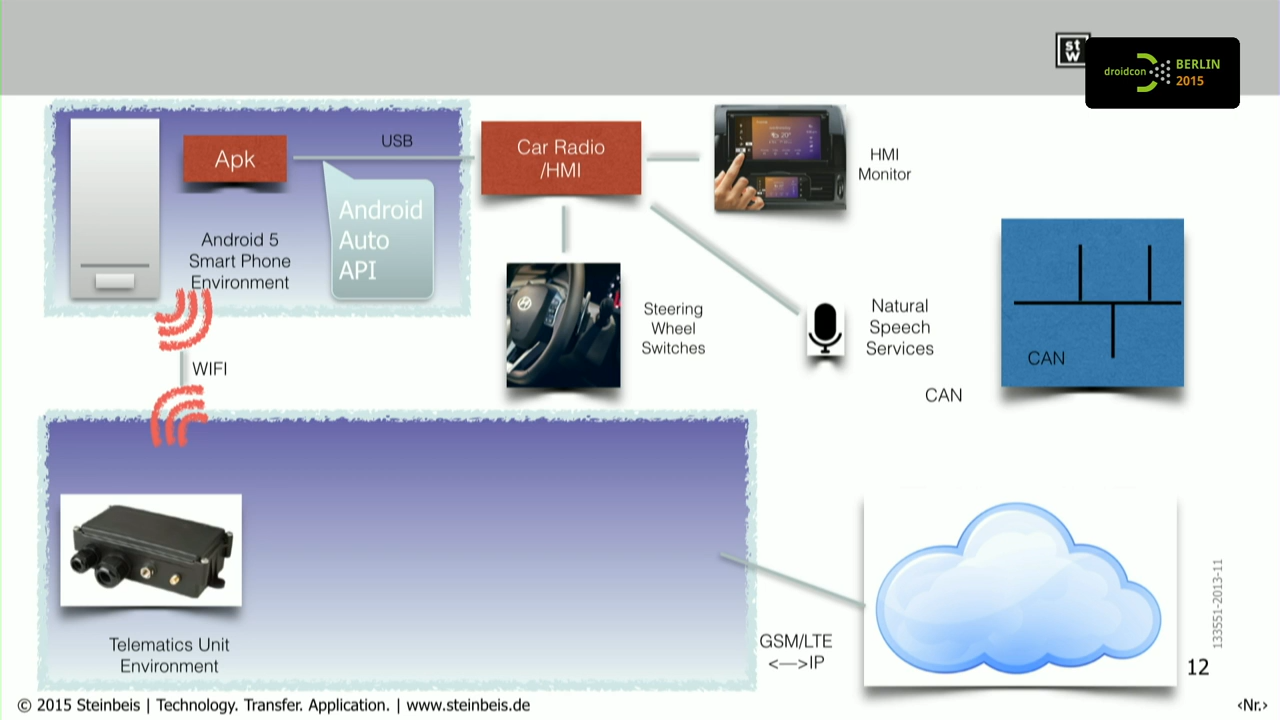 st
w
droidcon
BERLIN
2015
Apk
USB
Car Radio
/HMI
HMI
Monitor
Android
Auto
API
Android 5
Smart Phone
Environment
Steering
Wheel
Switches
Natural
Speech
Services
CAN
CAN
WIFI
Telematics Unit
Environment
GSM/LTE
<—>IP
133551-2013-11
12
© 2015 Steinbeis | Technology. Transfer. Application. | www.steinbeis.de
‹Nr.›